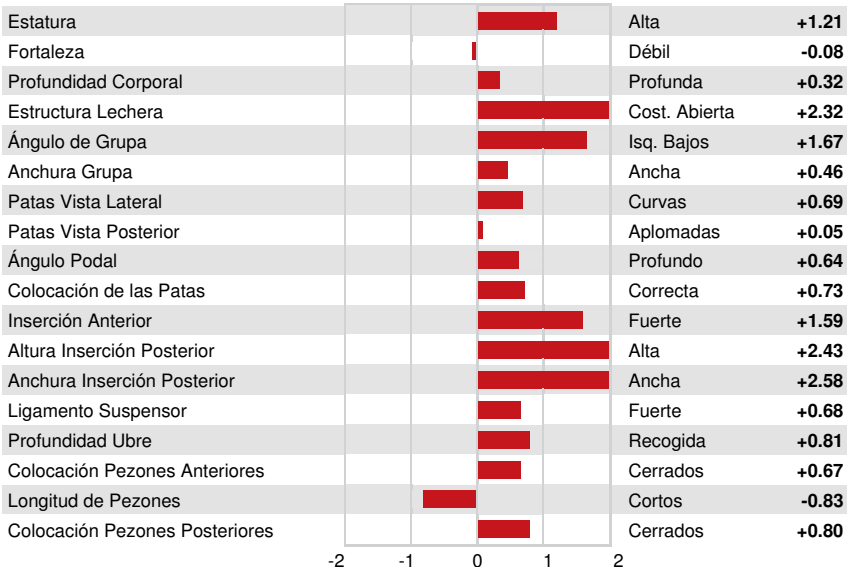 Estatura Alta +1.21
Fortaleza Débil -0.08
Profundidad Corporal Profunda +0.32
Estructura Lechera Cost. Abierta +2.32
Ángulo de Grupa Isq. Bajos +1.67
Anchura Grupa Ancha +0.46
Patas Vista Lateral Curvas +0.69
Patas Vista Posterior Aplomadas +0.05
Ángulo Podal Profundo +0.64
Colocación de las Patas Correcta +0.73
Inserción Anterior Fuerte +1.59
Altura Inserción Posterior Alta +2.43
Anchura Inserción Posterior Ancha +2.58
Ligamento Suspensor Fuerte +0.68
Profundidad Ubre Recogida +0.81
Colocación Pezones Anteriores Cerrados +0.67
Longitud de Pezones Cortos -0.83
Colocación Pezones Posteriores Cerrados +0.80
-2 -1 0 1 2